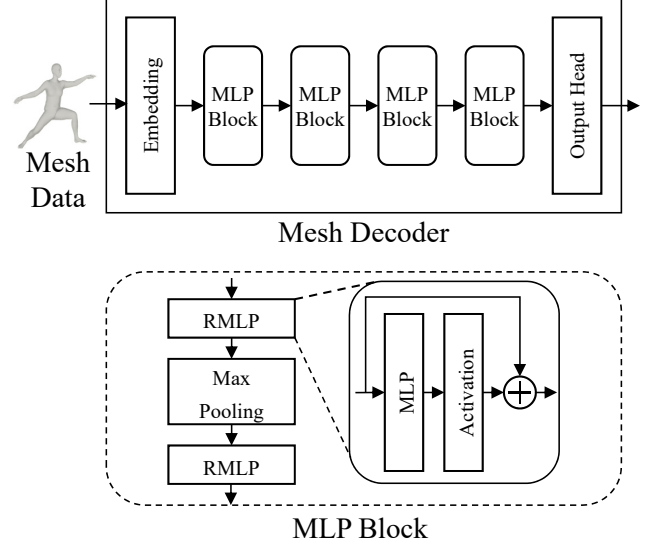 Embedding
MLP
Block
MLP
Block
MLP
Block
MLP
Block
Output Head
Mesh
Data
Mesh Decoder
RMLP
Max
Pooling
RMLP
MLP
Activation
MLP Block